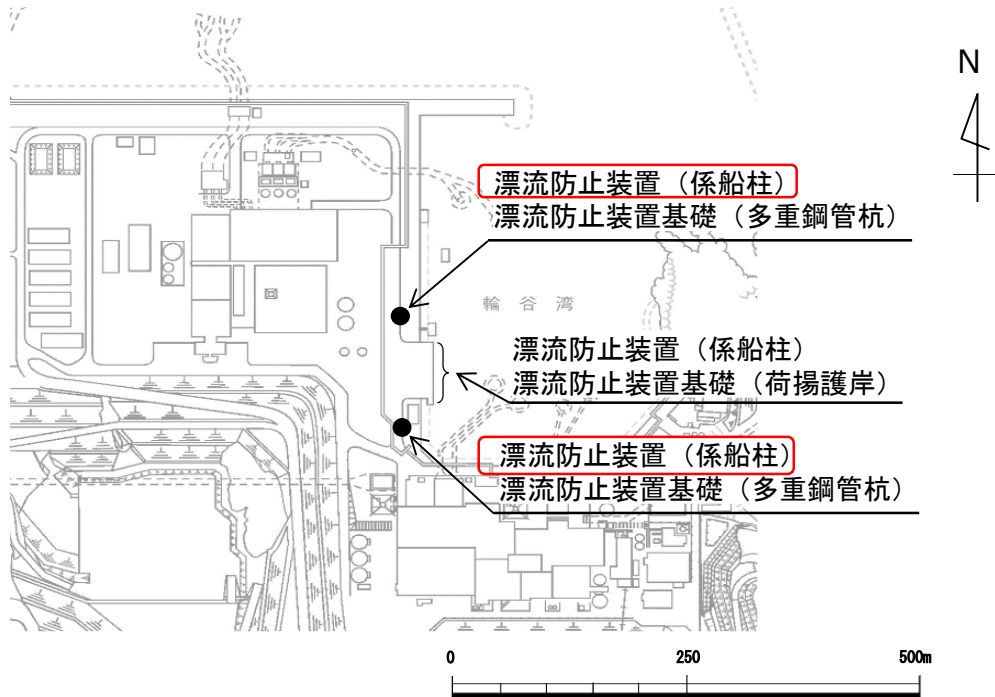 N
漂流防止装置（係船柱）
漂流防止装置基礎（多重鋼管杭）
輪谷湾
漂流防止装置（係船柱）
漂流防止装置基礎（荷揚護岸）
漂流防止装置（係船柱）
漂流防止装置基礎（多重鋼管杭）
0 250 500m